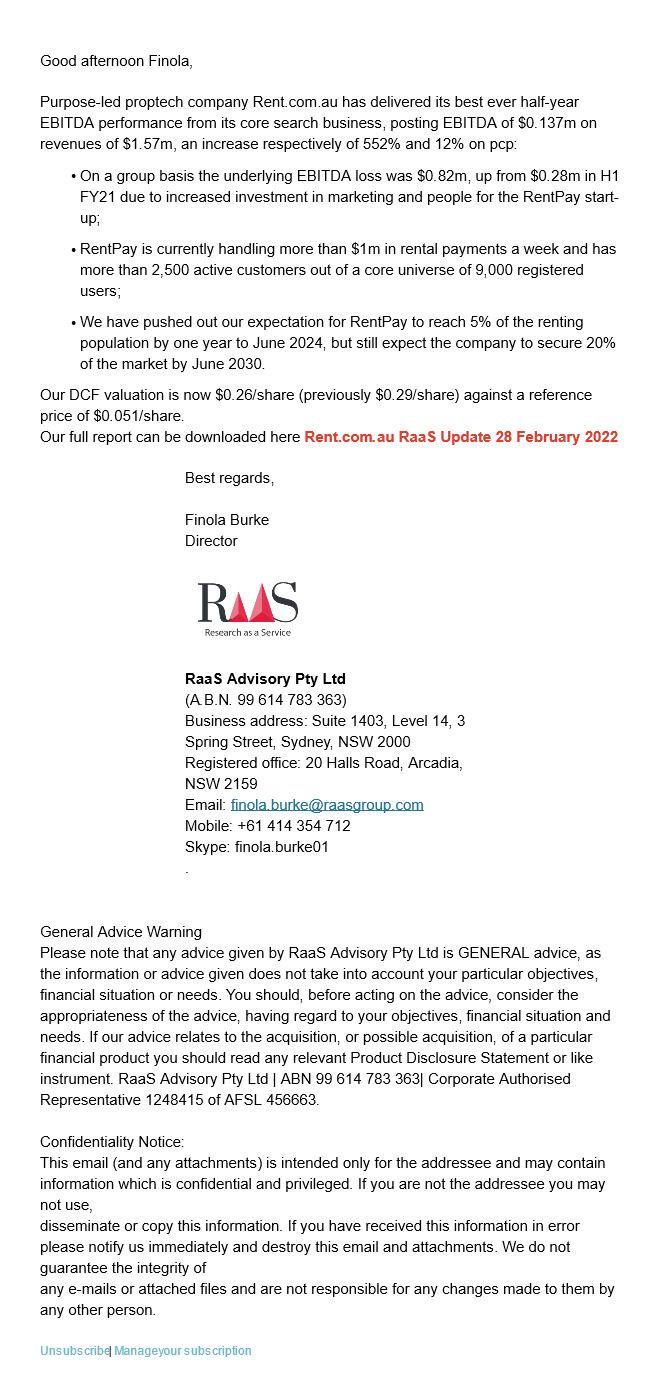 Good afternoon Finola,
Purpose-led proptech company Rent.com.au has delivered its best ever half-year
EBITDA performance from its core search business, posting EBITDA of $0.137m on
revenues of $1.57m, an increase respectively of 552% and 12% on pcp:
• On a group basis the underlying EBITDA loss was $0.82m, up from $0.28m in H1
FY21 due to increased investment in marketing and people for the RentPay start-
up;
• RentPay is currently handling more than $1m in rental payments a week and has
more than 2,500 active customers out of a core universe of 9,000 registered
users;
• We have pushed out our expectation for RentPay to reach 5% of the renting
population by one year to June 2024, but still expect the company to secure 20%
of the market by June 2030.
Our DCF valuation is now $0.26/share (previously $0.29/share) against a reference
price of $0.051/share.
Our full report can be downloaded here Rent.com.au RaaS Update 28 February 2022
Best regards,
Finola Burke
Director
RAAS
Research as a Service
RaaS Advisory Pty Ltd
(A.B.N. 99 614 783 363)
Business address: Suite 1403, Level 14, 3
Spring Street, Sydney, NSW 2000
Registered office: 20 Halls Road, Arcadia,
NSW 2159
Email: finola.burke@raasgroup.com
Mobile: +61 414 354 712
Skype: finola.burke01
.
General Advice Warning
Please note that any advice given by RaaS Advisory Pty Ltd is GENERAL advice, as
the information or advice given does not take into account your particular objectives,
financial situation or needs. You should, before acting on the advice, consider the
appropriateness of the advice, having regard to your objectives, financial situation and
needs. If our advice relates to the acquisition, or possible acquisition, of a particular
financial product you should read any relevant Product Disclosure Statement or like
instrument. RaaS Advisory Pty Ltd | ABN 99 614 783 363| Corporate Authorised
Representative 1248415 of AFSL 456663.
Confidentiality Notice:
This email (and any attachments) is intended only for the addressee and may contain
information which is confidential and privileged. If you are not the addressee you may
not use,
disseminate or copy this information. If you have received this information in error
please notify us immediately and destroy this email and attachments. We do not
guarantee the integrity of
any e-mails or attached files and are not responsible for any changes made to them by
any other person.
Unsubscribe| Manageyour subscription